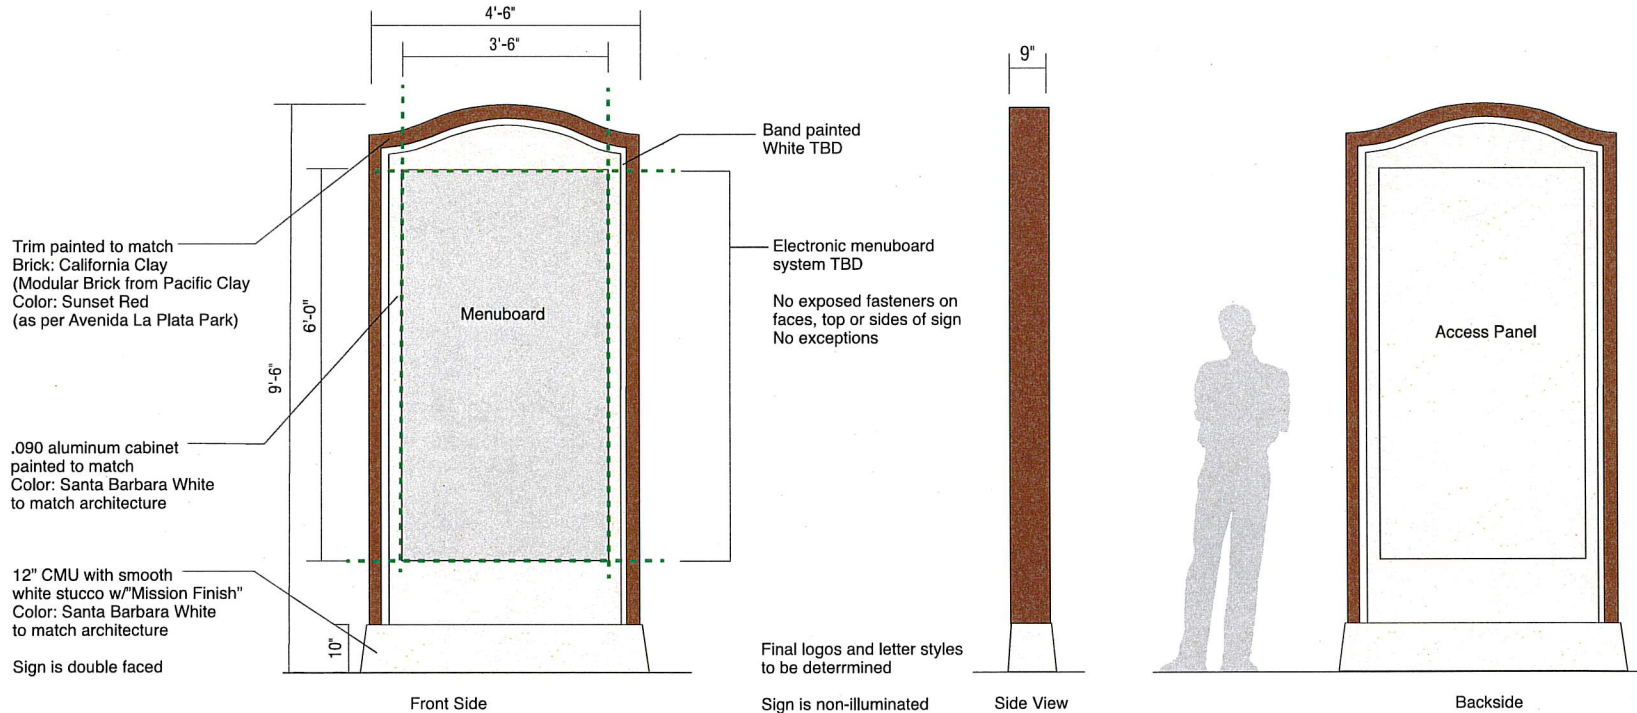 4'-6"
3'-6"
9"
Band painted
White TBD
Trim painted to match
Brick: California Clay
(Modular Brick from Pacific Clay
Color: Sunset Red
(as per Avenida La Plata Park)
6'-0"
9'-6"
Menuboard
Electronic menuboard
system TBD
No exposed fasteners on
faces, top or sides of sign
No exceptions
Access Panel
.090 aluminum cabinet
painted to match
Color: Santa Barbara White
to match architecture
12" CMU with smooth
white stucco w/"Mission Finish"
Color: Santa Barbara White
to match architecture
Sign is double faced
10"
Final logos and letter styles
to be deterrmined
Sign is non-illuminated
Front Side
Side View
Backside